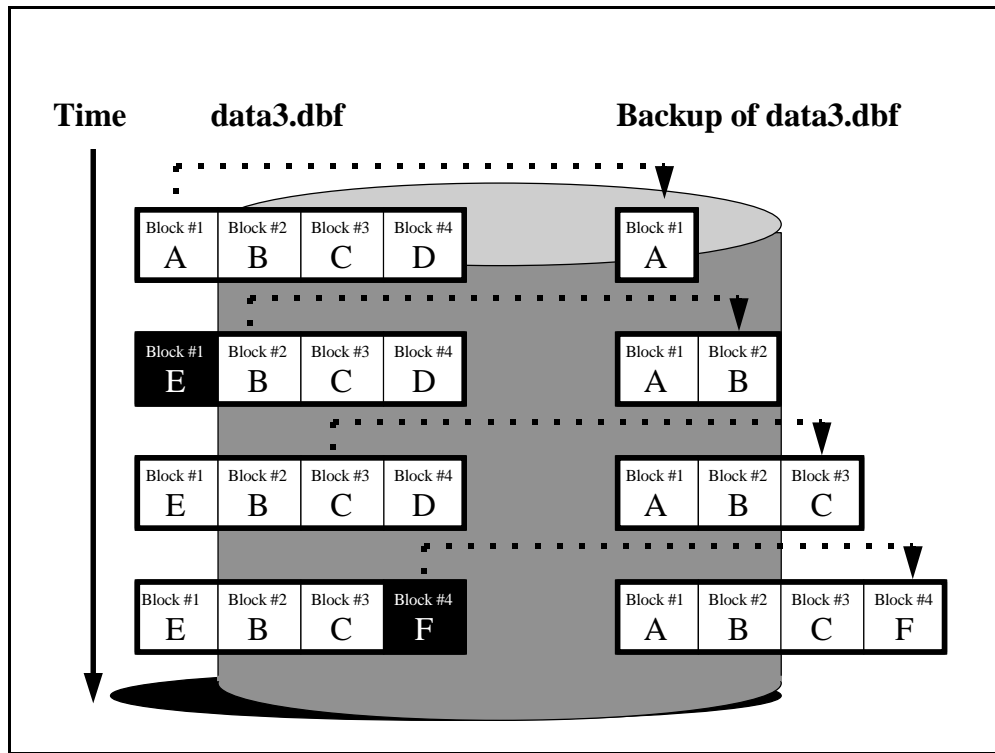 Time data3.dbf Backup of data3.dbf
Block #1 Block #2 Block #3 Block #4 Block #1
A B C D A
Block #1 Block #2 Block #3 Block #4 Block #1 Block #2
E B C D A B
Block #1 Block #2 Block #3 Block #4 Block #1 Block #2 Block #3
E B C D A B C
Block #1 Block #2 Block #3 Block #4 Block #1 Block #2 Block #3 Block #4
E B C F A B C F